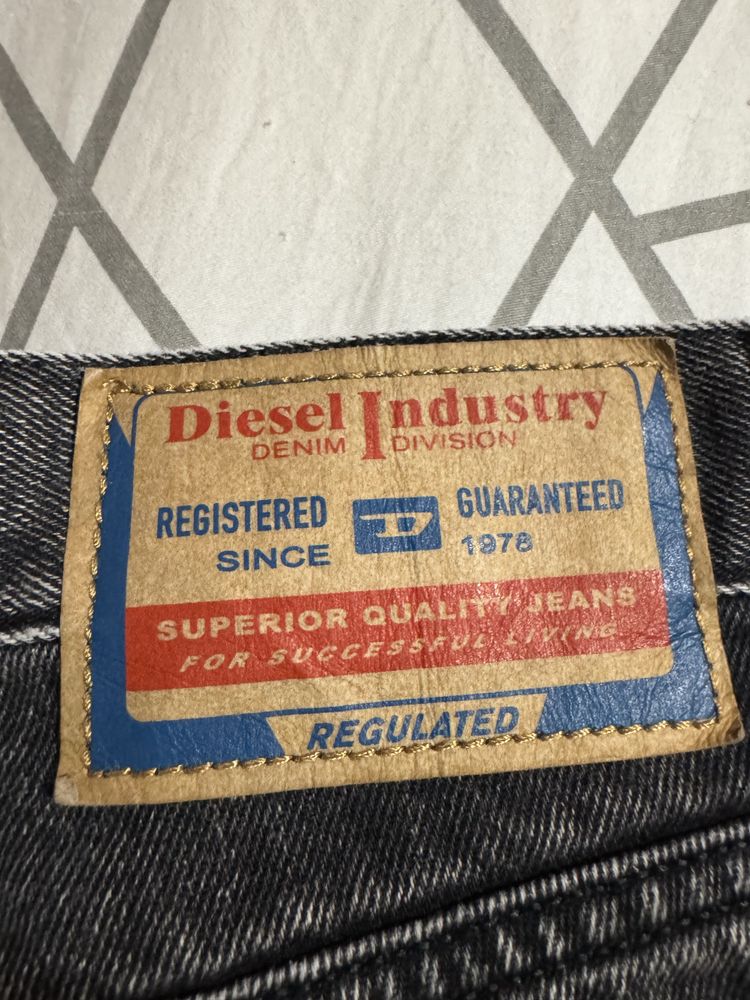 Diesel Industry
DENIM DIVISION
REGISTERED D GUARANTEED
SINCE 1978
SUPERIOR QUALITY JEANS
FOR SUCCESSFUL LIVING
REGULATED